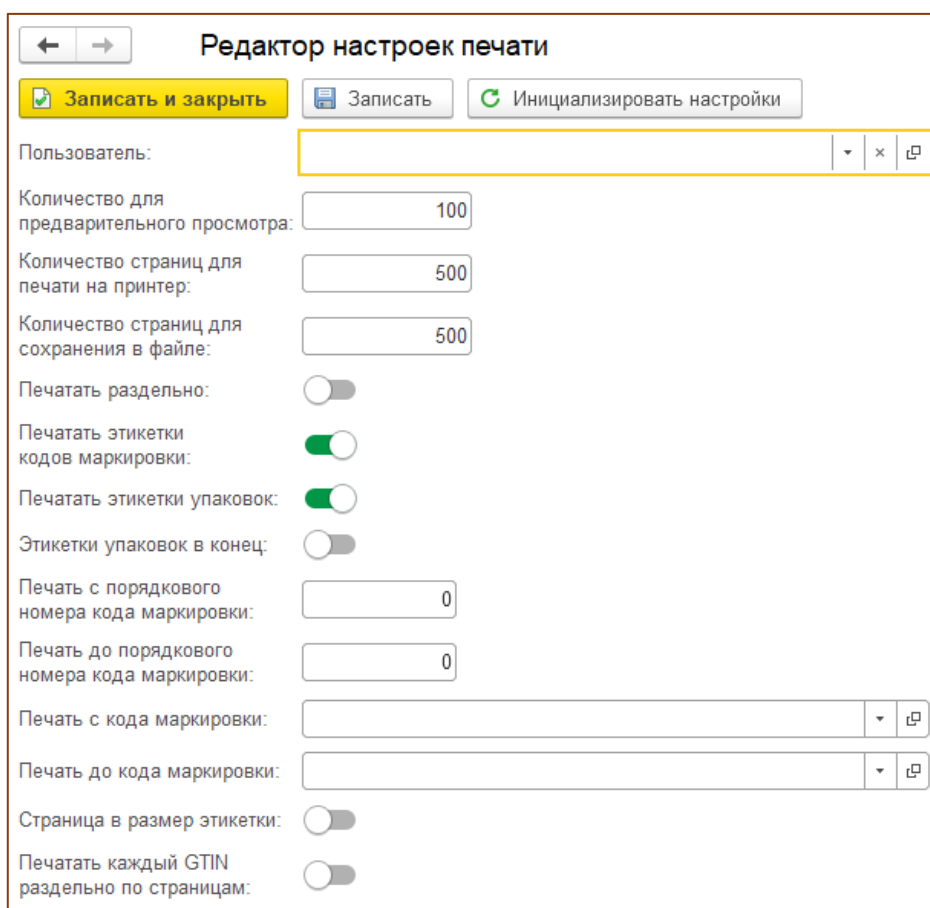 Редактор настроек печати
Записать и закрыть Записать Инициализировать настройки
Пользователь:
Количество для
предварительного просмотра: 100
Количество страниц для
печати на принтер: 500
Количество страниц для
сохранения в файле: 500
Печатать раздельно:
Печатать этикетки
кодов маркировки:
Печатать этикетки упаковок:
Этикетки упаковок в конец:
Печать с порядкового
номера кода маркировки: 0
Печать до порядкового
номера кода маркировки: 0
Печать с кода маркировки:
Печать до кода маркировки:
Страница в размер этикетки:
Печатать каждый GTIN
раздельно по страницам: